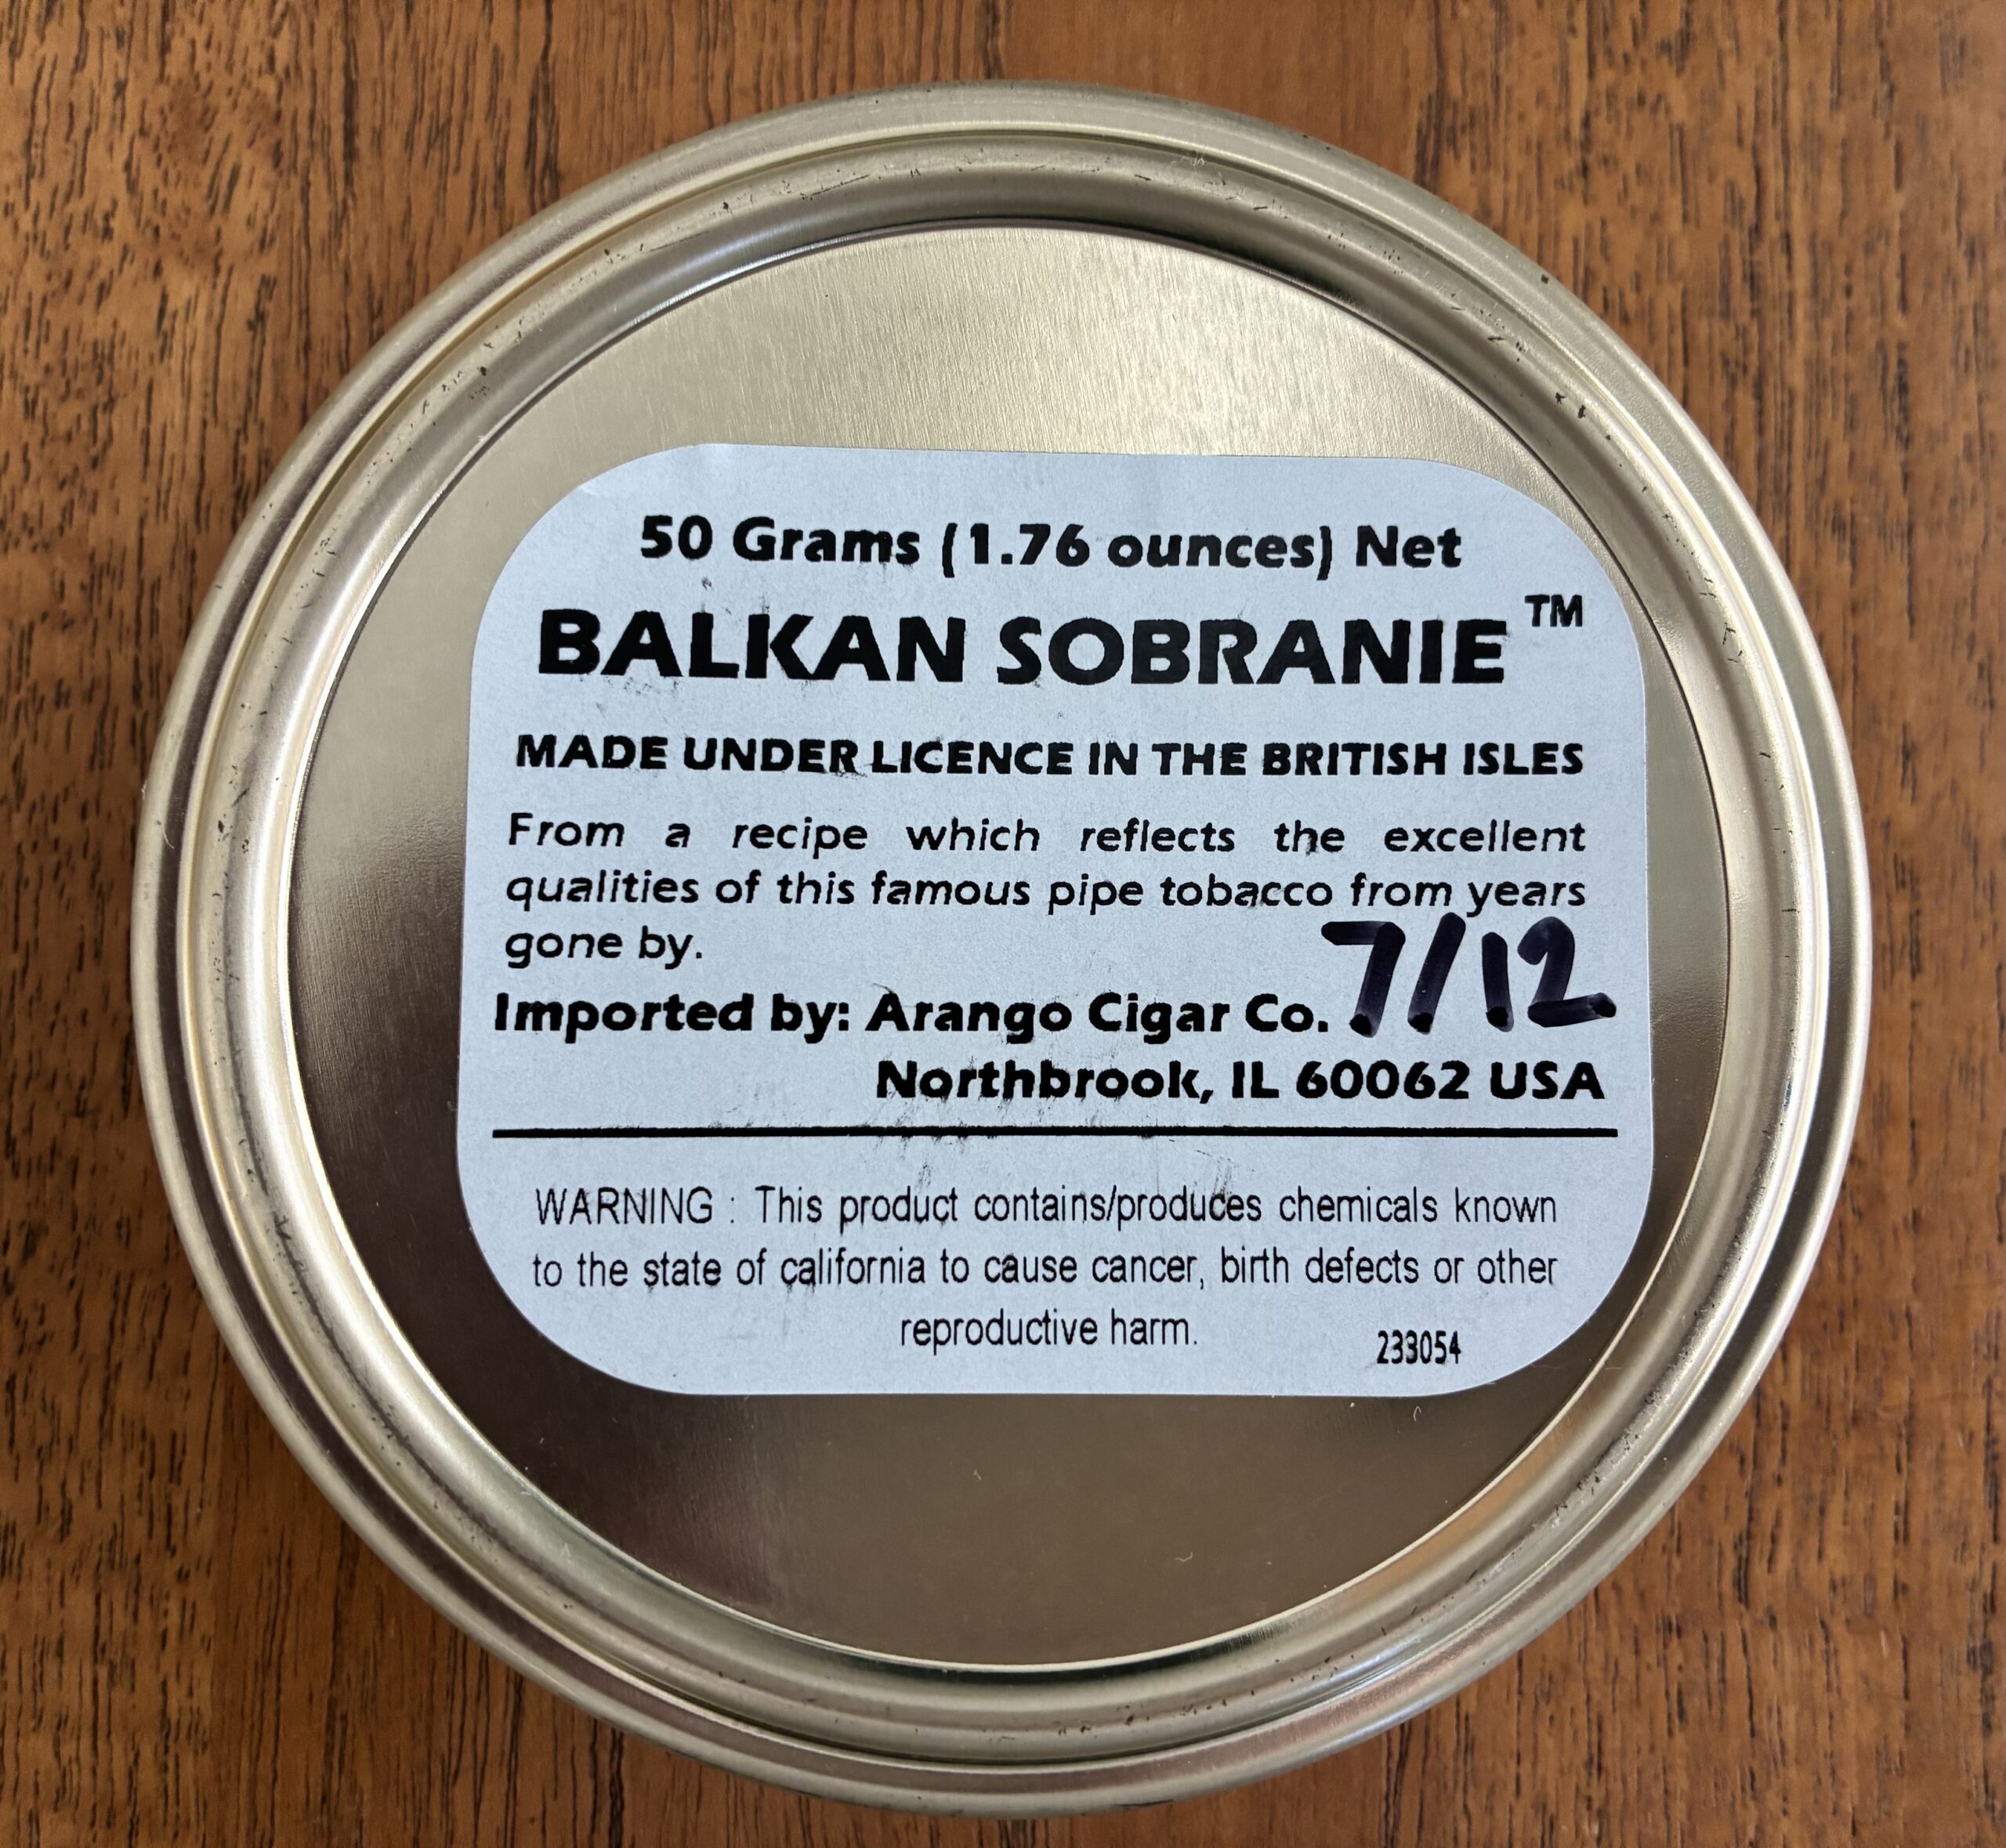 50 Grams (1.76 ounces) Net
BALKAN SOBRANIE™
MADE UNDER LICENCE IN THE BRITISH ISLES
From a recipe which reflects the excellent
qualities of this famous pipe tobacco from years
gone by.
7/12
Imported by: Arango Cigar Co.
Northbrook, IL 60062 USA
WARNING : This product contains/produces chemicals known
to the state of california to cause cancer, birth defects or other
reproductive harm.
233054